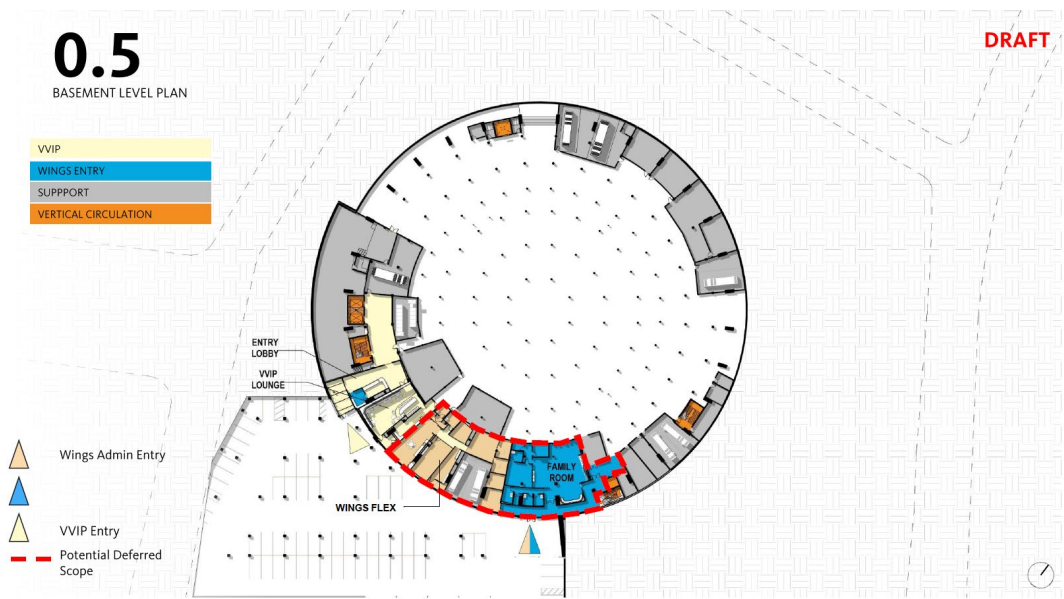 0.5
BASEMENT LEVEL PLAN
DRAFT
VVIP
WINGS ENTRY
SUPPPORT
VERTICAL CIRCULATION
ENTRY
LOBBY
VVIP
LOUNGE
FAMILY
ROOM
WINGS FLEX
Wings Admin Entry
VVIP Entry
Potential Deferred
Scope